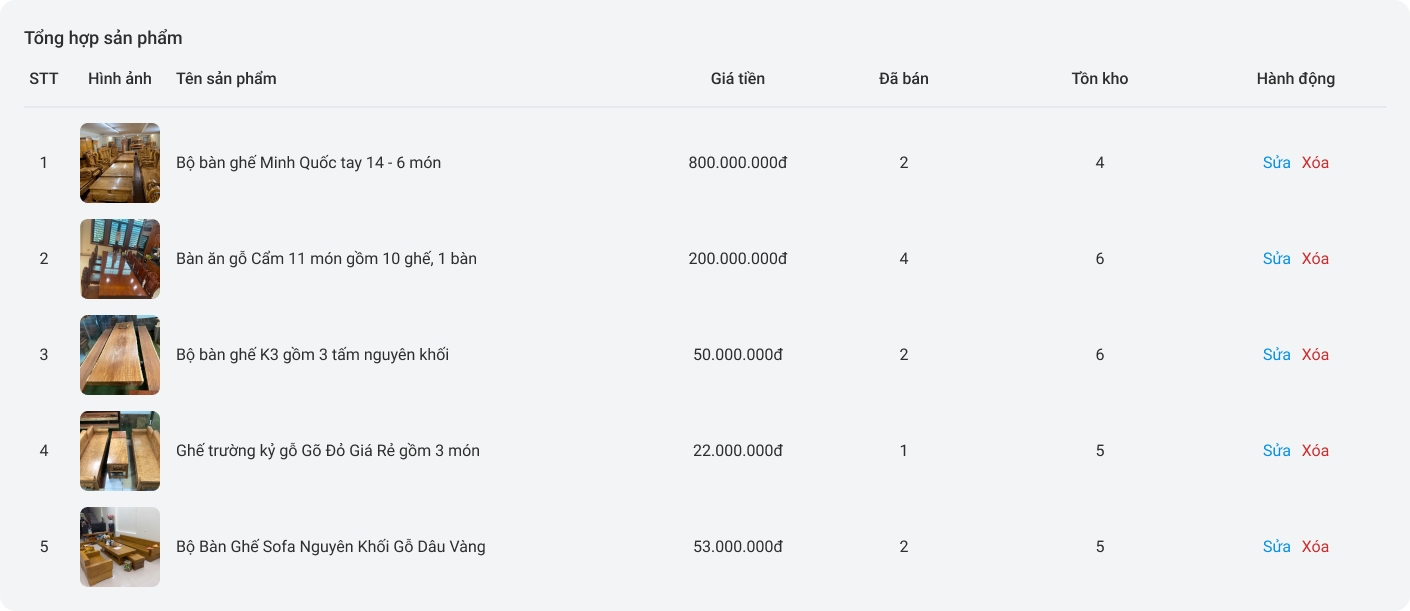 Tổng hợp sản phẩm
STT Hình ảnh Tên sản phẩm Giá tiền Đã bán Tồn kho Hành động
1 Bộ bàn ghế Minh Quốc tay 14 - 6 món 800.000.000đ 2 4 Sửa Xóa
2 Bàn ăn gỗ Cẩm 11 món gồm 10 ghế, 1 bàn 200.000.000đ 4 6 Sửa Xóa
3 Bộ bàn ghế K3 gồm 3 tấm nguyên khối 50.000.000đ 2 6 Sửa Xóa
4 Ghế trường kỷ gỗ Gõ Đỏ Giá Rẻ gồm 3 món 22.000.000đ 1 5 Sửa Xóa
5 Bộ Bàn Ghế Sofa Nguyên Khối Gỗ Dâu Vàng 53.000.000đ 2 5 Sửa Xóa